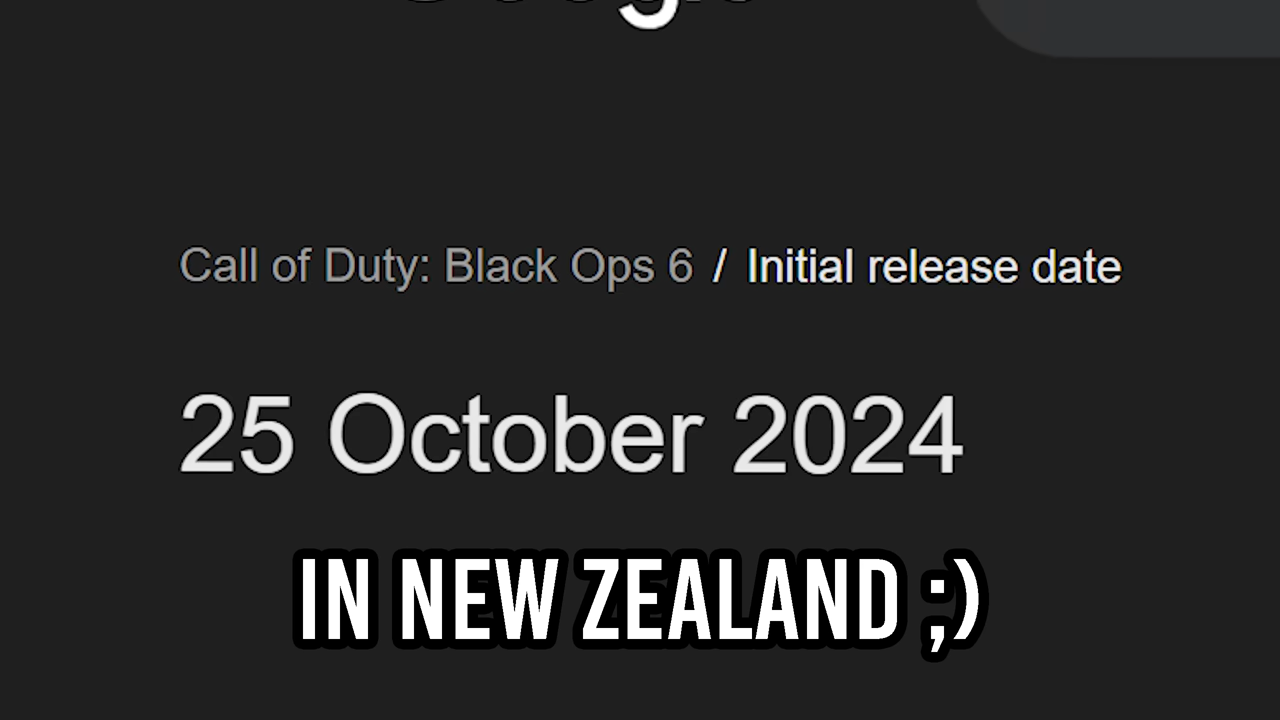 Call of Duty: Black Ops 6 / Initial release date
25 October 2024
IN NEW ZEALAND ;)